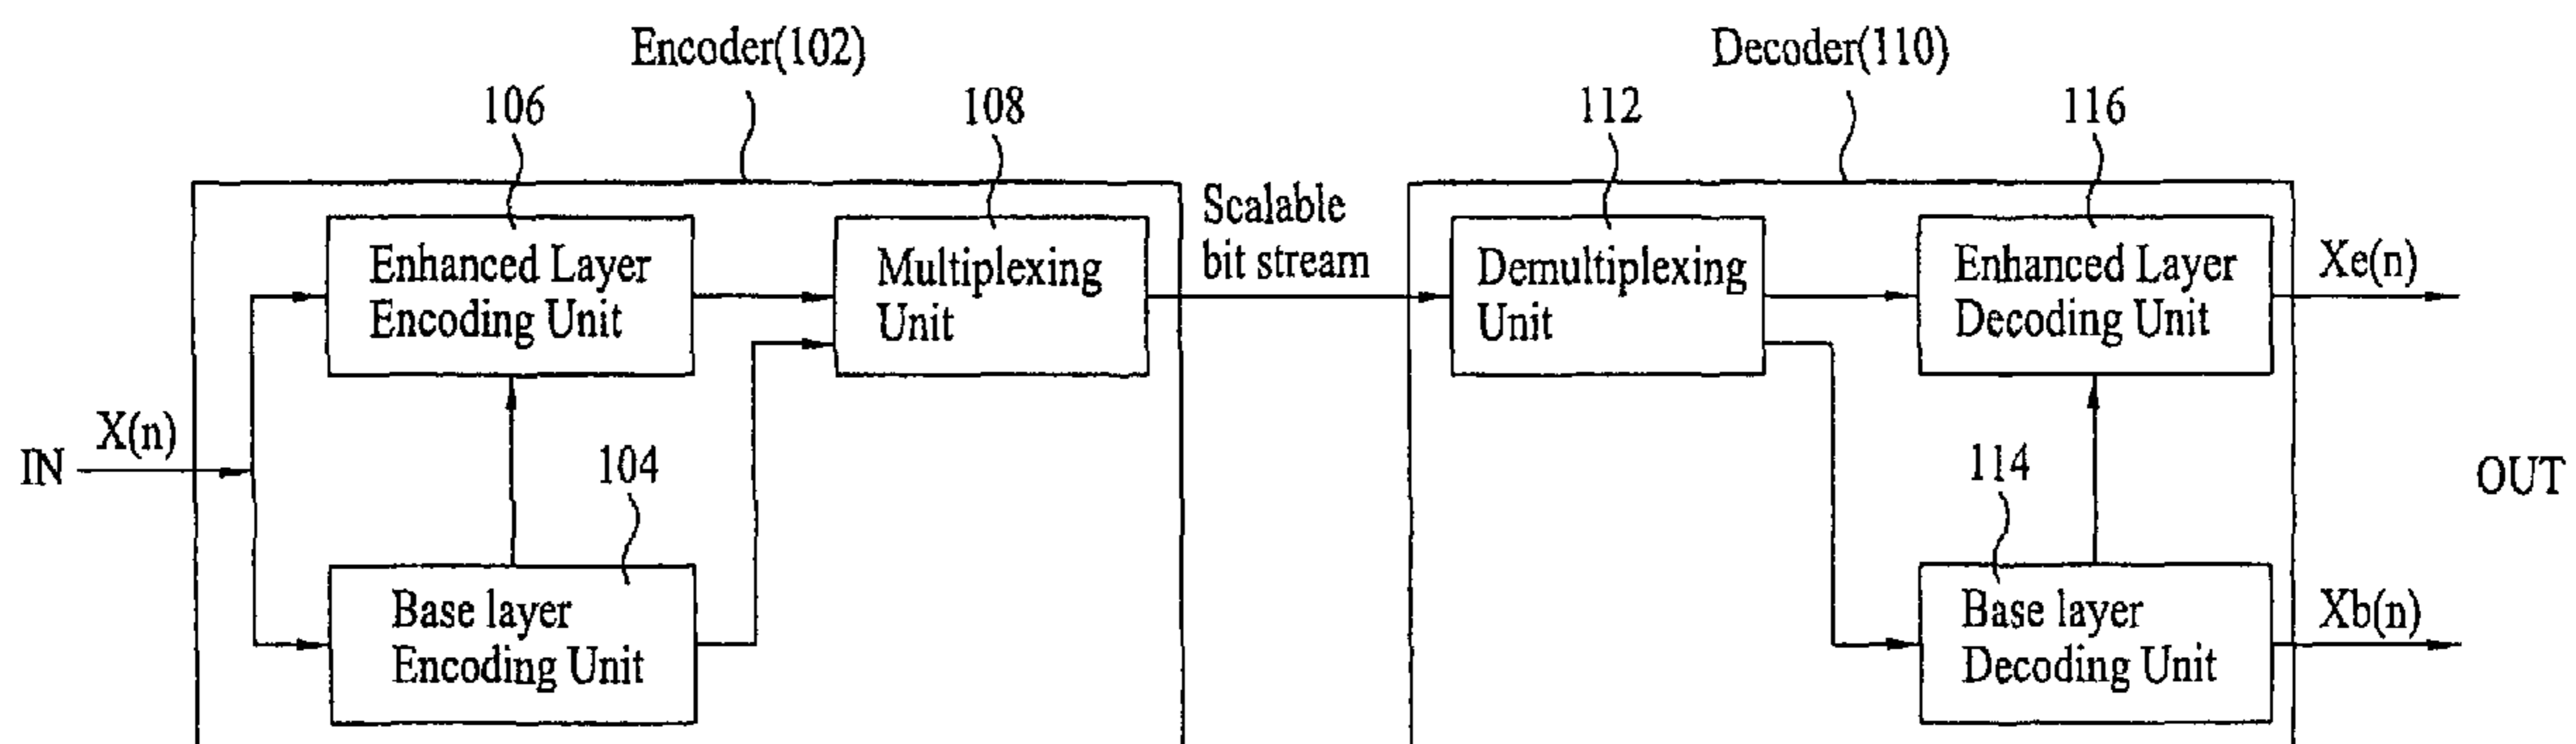 Encoder(102)
Decoder(110)
106
108
112
116
Scalable
bit stream
Enhanced Layer
Encoding Unit
Multiplexing
Unit
Demultiplexing
Unit
Enhanced Layer
Decoding Unit
Xe(n)
IN
X(n)
104
114
OUT
Base layer
Encoding Unit
Base layer
Decoding Unit
Xb(n)